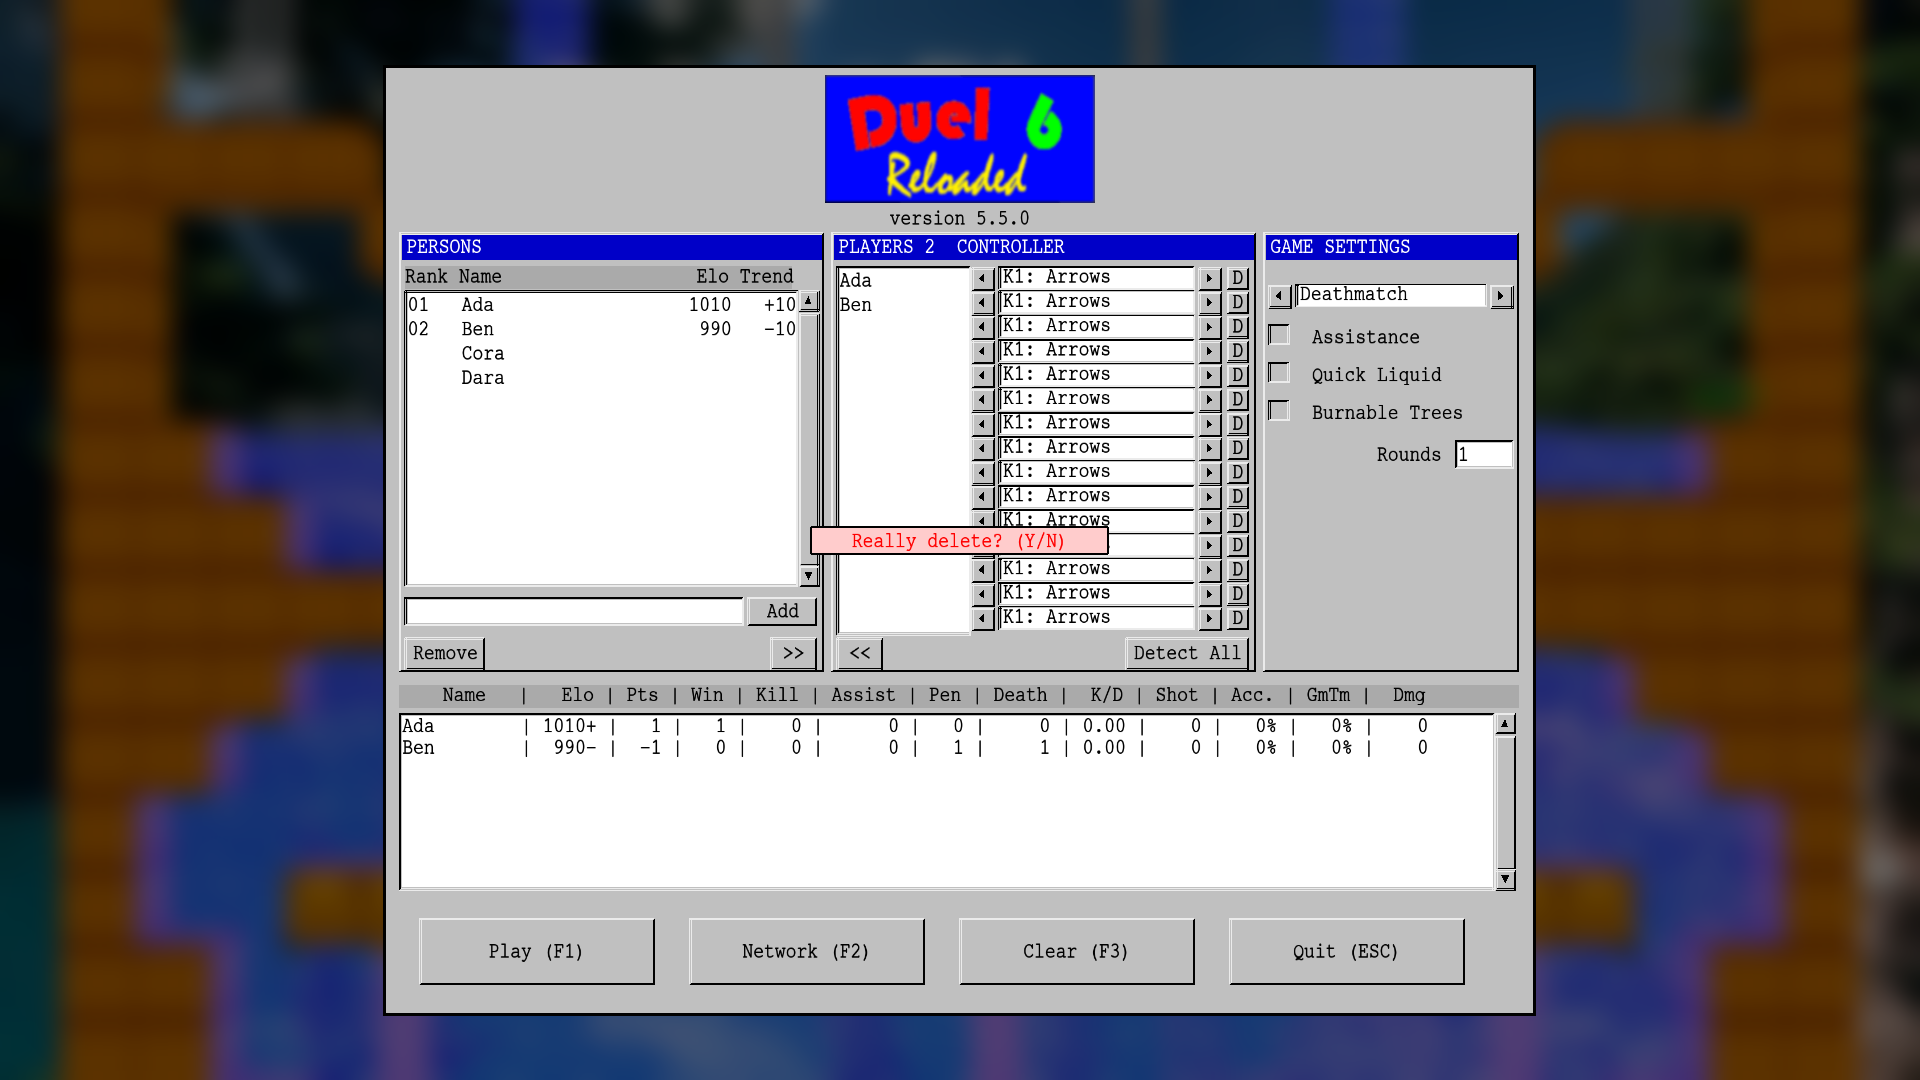 Duel 6
Reloaded
version 5.5.0
PERSONS
Rank Name Elo Trend
01 Ada 1010 +10
02 Ben 990 -10
Cora
Dara
Add
Remove >>
PLAYERS 2 CONTROLLER
Ada
Ben
K1: Arrows D
K1: Arrows D
K1: Arrows D
K1: Arrows D
K1: Arrows D
K1: Arrows D
K1: Arrows D
K1: Arrows D
K1: Arrows D
K1: Arrows D
K1: Arrows D
D
K1: Arrows D
K1: Arrows D
K1: Arrows D
Really delete? (Y/N)
<< Detect All
GAME SETTINGS
Deathmatch
Assistance
Quick Liquid
Burnable Trees
Rounds 1
Name | Elo | Pts | Win | Kill | Assist | Pen | Death | K/D | Shot | Acc. | GmTm | Dmg
Ada | 1010+ | 1 | 1 | 0 | 0 | 0 | 0 | 0.00 | 0 | 0% | 0% | 0
Ben | 990- | -1 | 0 | 0 | 0 | 1 | 1 | 0.00 | 0 | 0% | 0% | 0
Play (F1) Network (F2) Clear (F3) Quit (ESC)